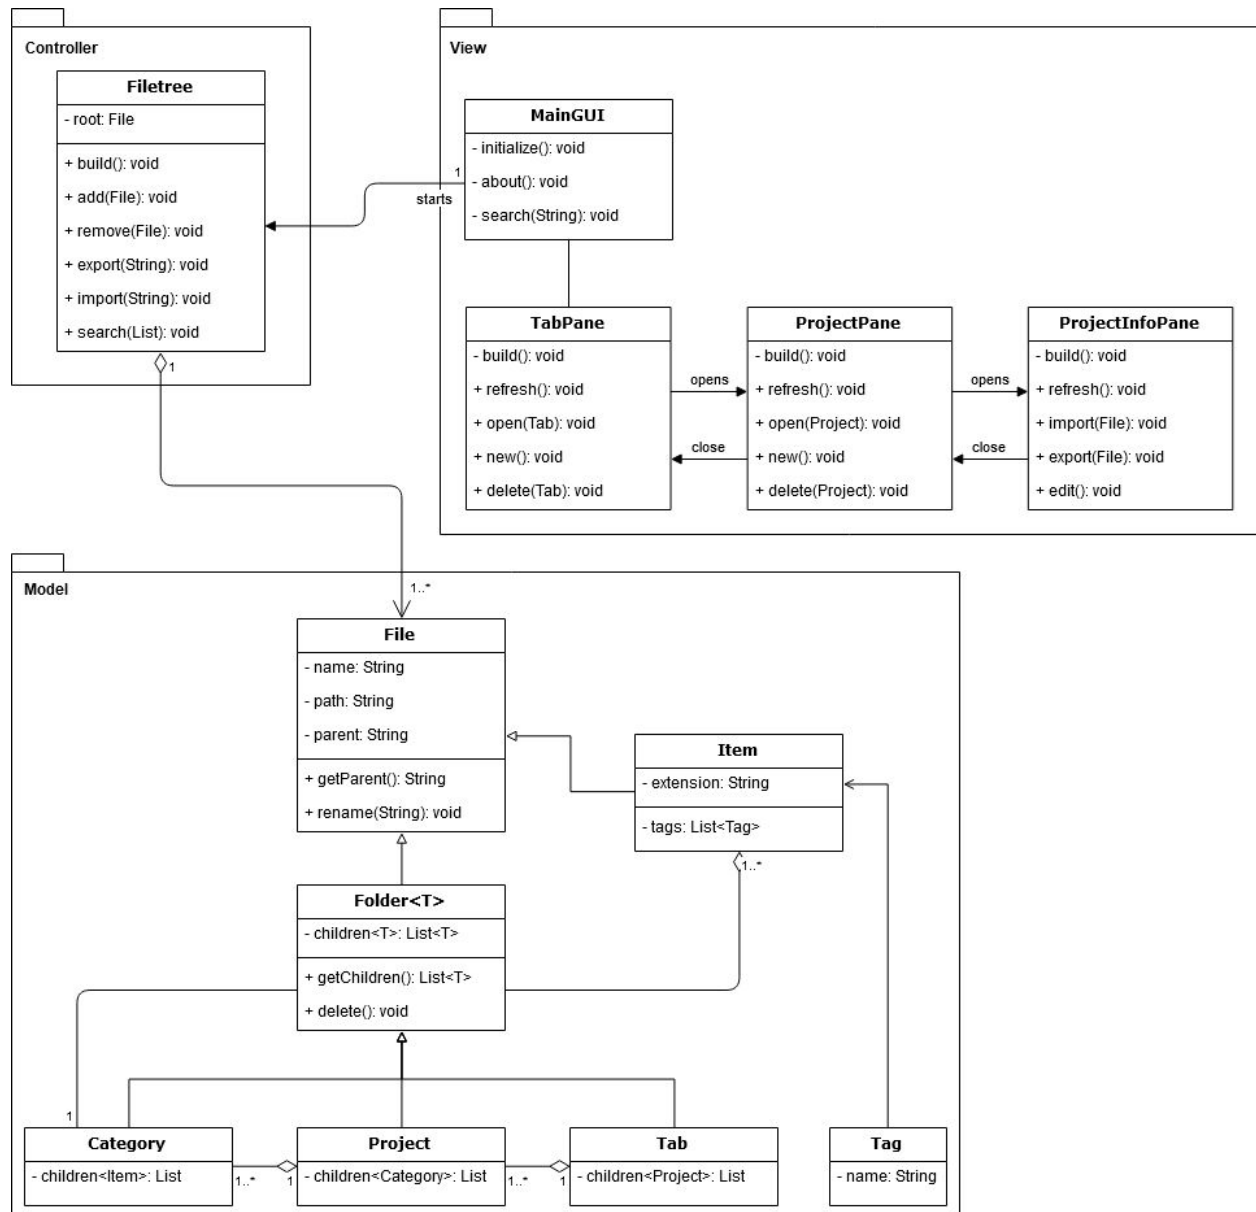 Controller
Filetree
- root: File
+ build(): void
+ add(File): void
+ remove(File): void
+ export(String): void
+ import(String): void
+ search(List): void
1
View
MainGUI
- initialize(): void
- about(): void
- search(String): void
1
starts
TabPane
- build(): void
+ refresh(): void
+ open(Tab): void
+ new(): void
+ delete(Tab): void
opens
close
ProjectPane
- build(): void
+ refresh(): void
+ open(Project): void
+ new(): void
+ delete(Project): void
opens
close
ProjectInfoPane
- build(): void
+ refresh(): void
+ import(File): void
+ export(File): void
+ edit(): void
Model
1..*
File
- name: String
- path: String
- parent: String
+ getParent(): String
+ rename(String): void
Item
- extension: String
- tags: List<Tag>
1..*
Folder<T>
- children<T>: List<T>
+ getChildren(): List<T>
+ delete(): void
1
Category
- children<Item>: List
1..*
1
Project
- children<Category>: List
1..*
1
Tab
- children<Project>: List
Tag
- name: String